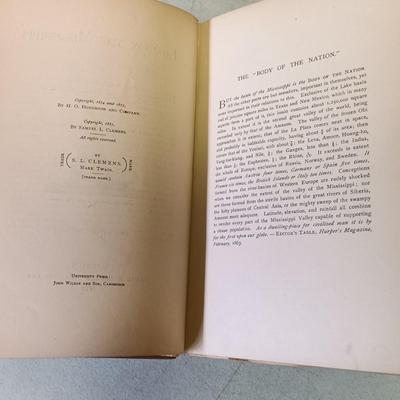 Copyright, 1874 and 1875,
BY H. O. HOUGHTON AND COMPANY.
Copyright, 1883,
BY SAMUEL L. CLEMENS.
All rights reserved.
TRADE
BY
S. L. CLEMENS.
MARK TWAIN.
[TRADE MARK.]
MARK
UNIVERSITY PRESS:
JOHN WILSON AND SON, CAMBRIDGE
THE "BODY OF THE NATION."
BUT the basin of the Mississippi is the BODY OF THE NATION
All the other parts are but members, important in themselves, yet
more important in their relations to this. Exclusive of the Lake basin
and of 300,000 square miles in Texas and New Mexico, which in many
aspects form a part of it, this basin contains about 1,250,000 square
miles. In extent it is the second great valley of the world, being
exceeded only by that of the Amazon. The valley of the frozen Obi
approaches it in extent; that of the La Plata comes next in space,
and probably in habitable capacity, having about 8/9 of its area; then
comes that of the Yenisei, with about 7/9; the Lena, Amoor, Hoang-ho,
Yang-tse-kiang, and Nile, 5/9; the Ganges, less than 1/2; the Indus,
less than 1/3; the Euphrates, 1/5; the Rhine, 1/15. It exceeds in extent
the whole of Europe, exclusive of Russia, Norway, and Sweden. It
would contain Austria four times, Germany or Spain five times,
France six times, the British Islands or Italy ten times. Conceptions
formed from the river-basins of Western Europe are rudely shocked
when we consider the extent of the valley of the Mississippi; nor
are those formed from the sterile basins of the great rivers of Siberia,
the lofty plateaus of Central Asia, or the mighty sweep of the swampy
Amazon more adequate. Latitude, elevation, and rainfall all combine
to render every part of the Mississippi Valley capable of supporting
a dense population. As a dwelling-place for civilized man it is by
far the first upon our globe. — EDITOR'S TABLE, Harper's Magazine,
February, 1863.